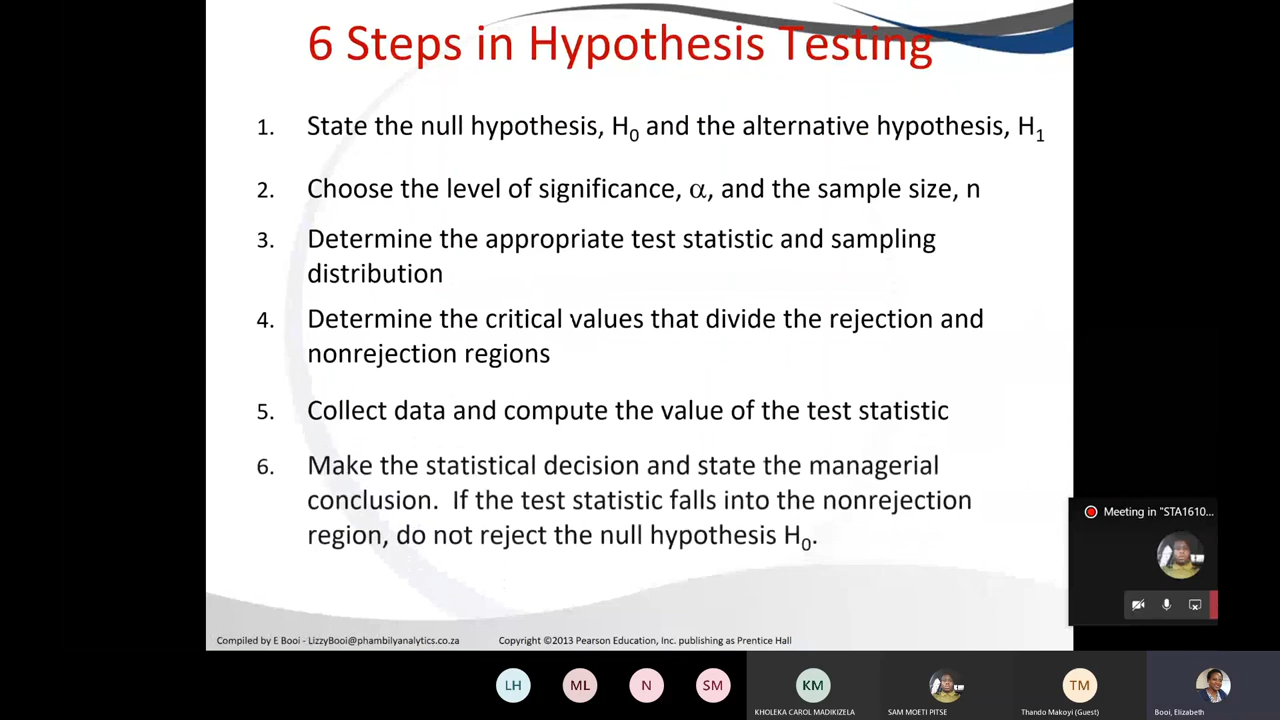 6 Steps in Hypothesis Testing
1. State the null hypothesis, H0 and the alternative hypothesis, H1
2. Choose the level of significance, α, and the sample size, n
3. Determine the appropriate test statistic and sampling
distribution
4. Determine the critical values that divide the rejection and
nonrejection regions
5. Collect data and compute the value of the test statistic
6. Make the statistical decision and state the managerial
conclusion. If the test statistic falls into the nonrejection
region, do not reject the null hypothesis H0.
Meeting in "STA1610...
Compiled by E Booi - LizzyBooi@phambilyanalytics.co.za Copyright ©2013 Pearson Education, Inc. publishing as Prentice Hall
LH ML N SM KM TM
KHOLEKA CAROL MADIKIZELA SAM MOETI PITSE Thando Makoyi (Guest) Booi, Elizabeth